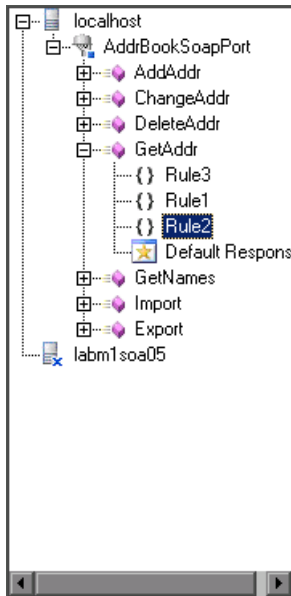 localhost
AddrBookSoapPort
AddAddr
ChangeAddr
DeleteAddr
GetAddr
{} Rule3
{} Rule1
{} Rule2
Default Respons
GetNames
Import
Export
labm1soa05